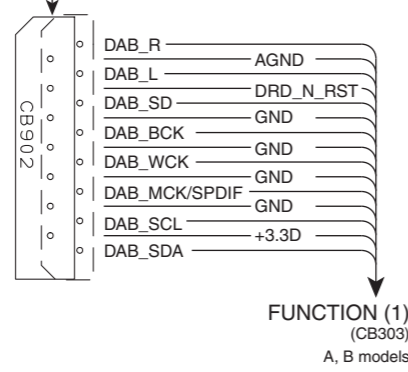 CB902
DAB_R
AGND
DAB_L
DRD_N_RST
DAB_SD
GND
DAB_BCK
GND
DAB_WCK
GND
DAB_MCK/SPDIF
GND
DAB_SCL
+3.3D
DAB_SDA
FUNCTION (1)
(CB303)
A, B models